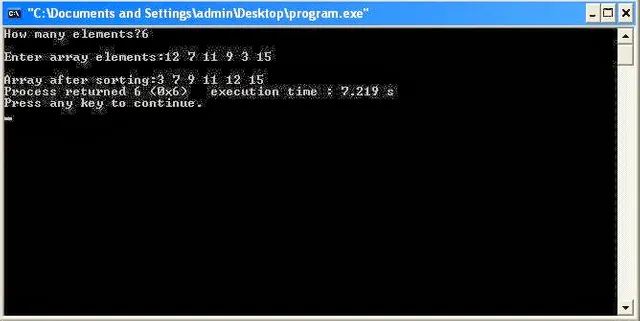 "C:\Documents and Settings\admin\Desktop\program.exe"
How many elements?6
Enter array elements:12 7 11 9 3 15
Array after sorting:3 7 9 11 12 15
Process returned 6 (0x6)   execution time : 7.219 s
Press any key to continue.